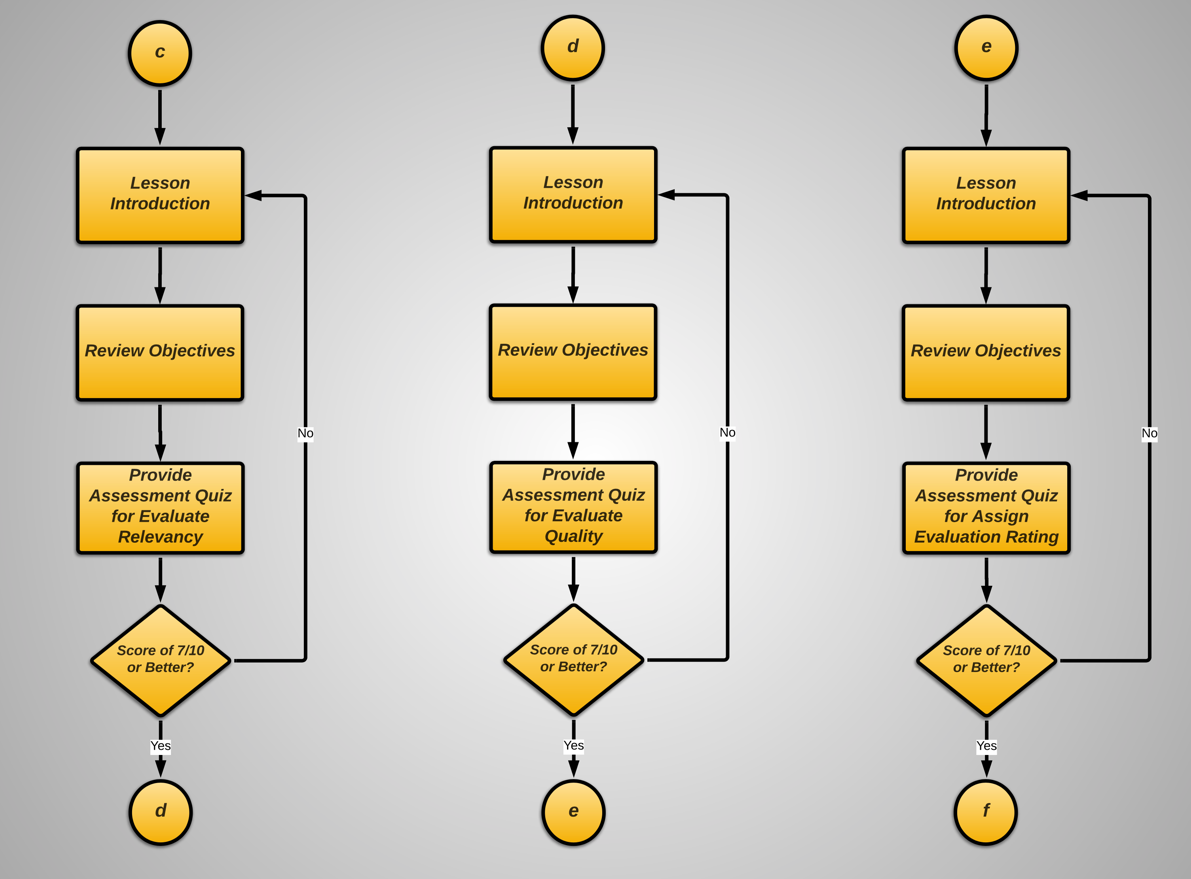 c
Lesson
Introduction
Review Objectives
Provide
Assessment Quiz
for Evaluate
Relevancy
Score of 7/10
or Better?
No
Yes
d
d
Lesson
Introduction
Review Objectives
Provide
Assessment Quiz
for Evaluate
Quality
Score of 7/10
or Better?
No
Yes
e
e
Lesson
Introduction
Review Objectives
Provide
Assessment Quiz
for Assign
Evaluation Rating
Score of 7/10
or Better?
No
Yes
f